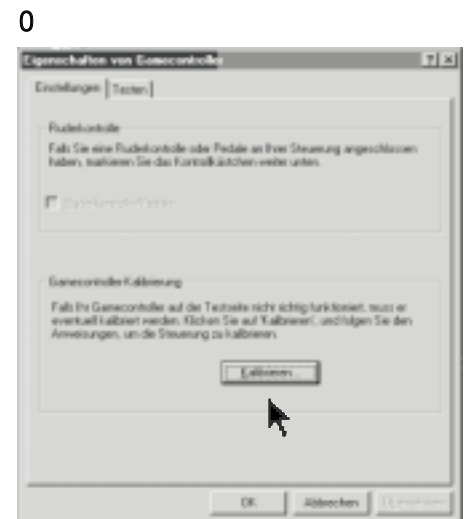 0
Eigenschaften von Gamecontroller
Einstellungen Testen
Ruderkontrolle
Falls Sie eine Ruderkontrolle oder Pedale an Ihrer Steuerung angeschlossen
haben, markieren Sie das Kontrollkästchen weiter unten.
Ruderkontrolle/Pedale
Gamecontroller-Kalibrierung
Falls Ihr Gamecontroller auf der Testseite nicht richtig funktioniert, muss er
eventuell kalibriert werden. Klicken Sie auf 'Kalibrieren', und folgen Sie den
Anweisungen, um die Steuerung zu kalibrieren.
Kalibrieren...
OK Abbrechen Übernehmen